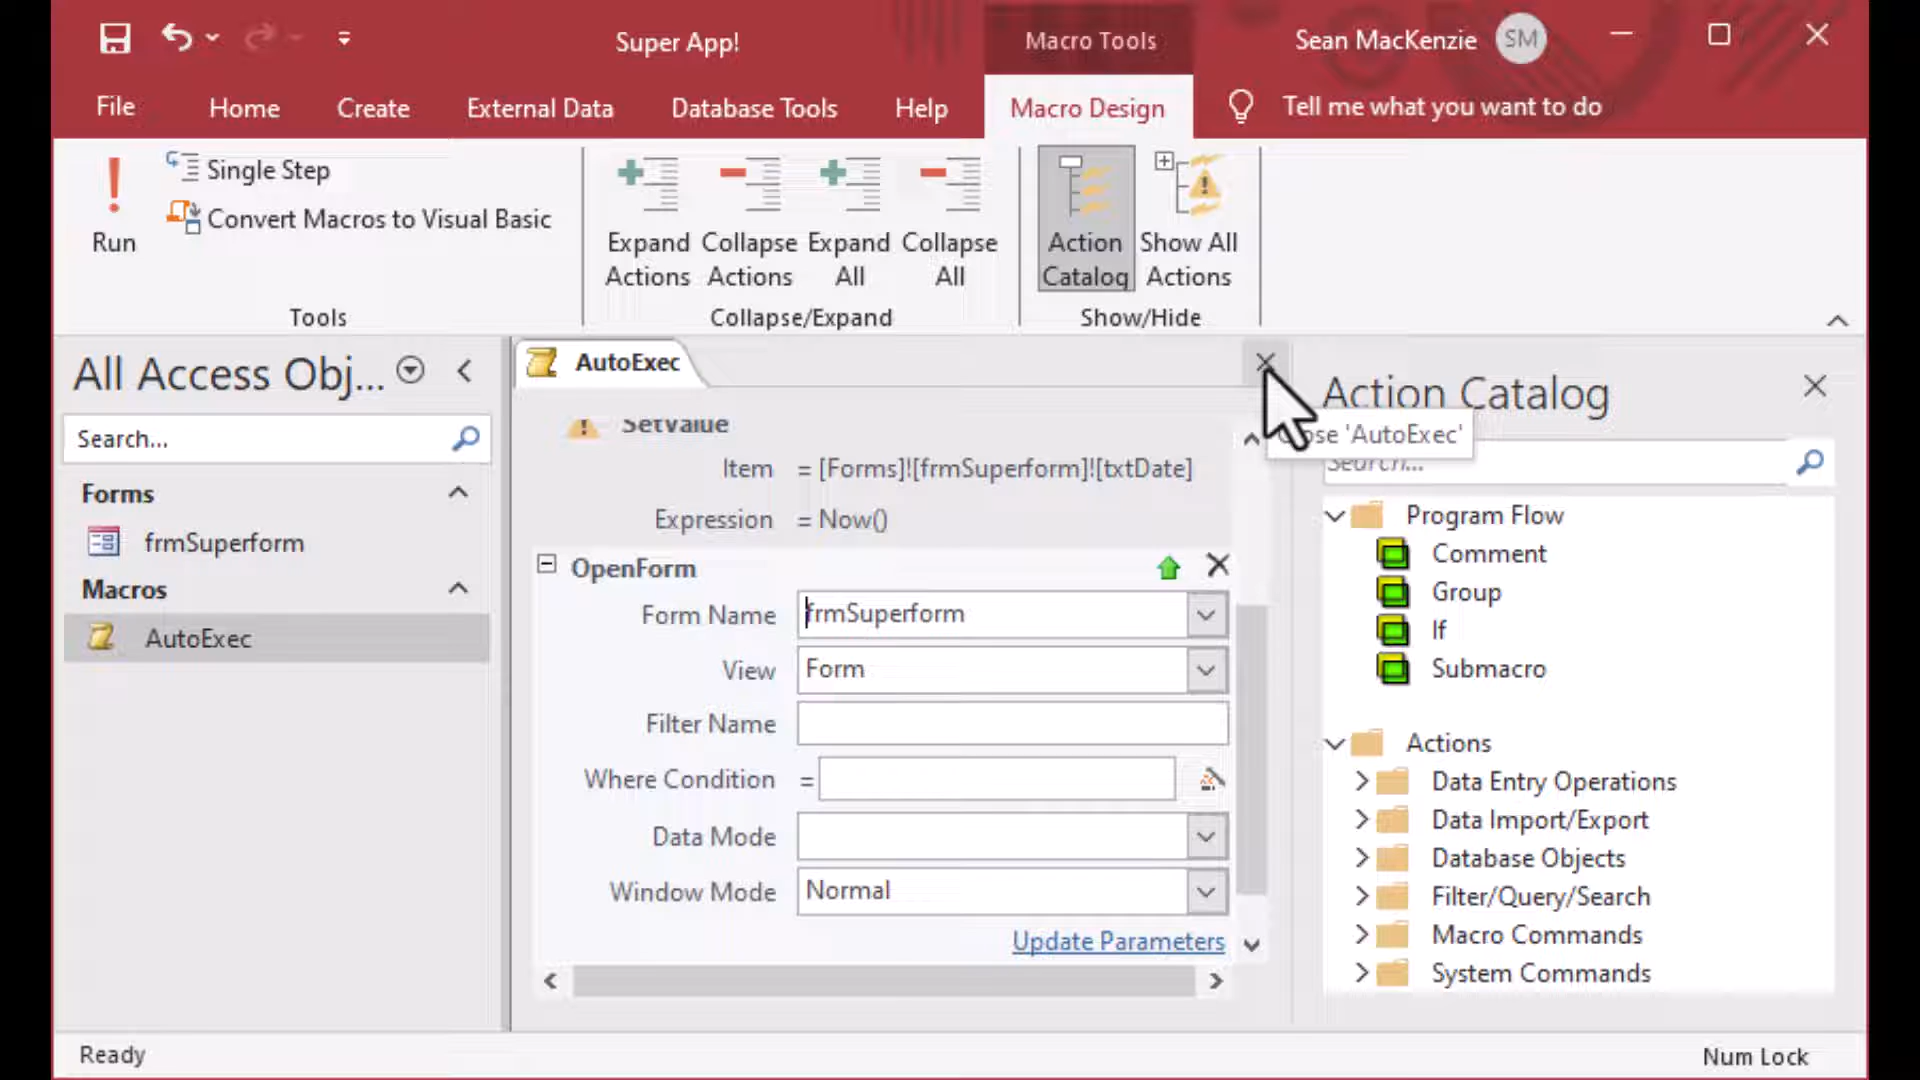 Super App!
Macro Tools
Sean MacKenzie
SM
File
Home
Create
External Data
Database Tools
Help
Macro Design
Tell me what you want to do
Run
Single Step
Convert Macros to Visual Basic
Tools
Expand Actions
Collapse Actions
Expand All
Collapse All
Collapse/Expand
Action Catalog
Show All Actions
Show/Hide
All Access Obj...
Search...
Forms
frmSuperform
Macros
AutoExec
AutoExec
SetValue
Item = [Forms]![frmSuperform]![txtDate]
Expression = Now()
OpenForm
Form Name frmSuperform
View Form
Filter Name
Where Condition =
Data Mode
Window Mode Normal
Update Parameters
Action Catalog
'AutoExec'
Search...
Program Flow
Comment
Group
If
Submacro
Actions
Data Entry Operations
Data Import/Export
Database Objects
Filter/Query/Search
Macro Commands
System Commands
Ready
Num Lock